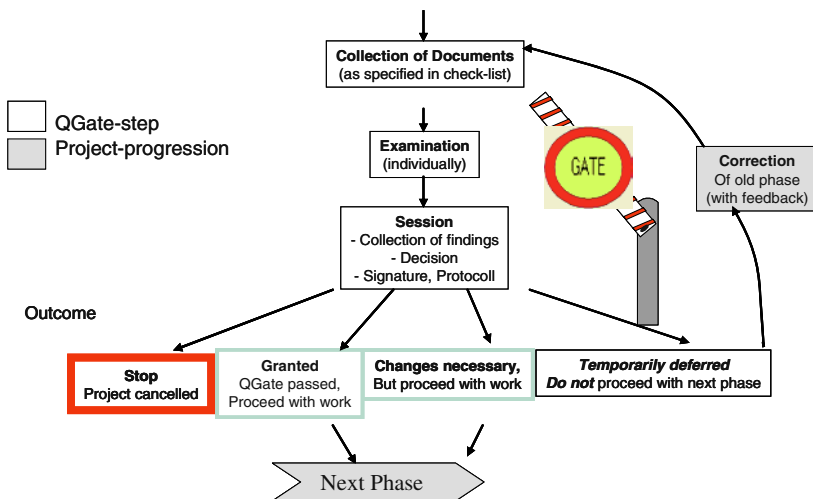 Collection of Documents
(as specified in check-list)
QGate-step
Project-progression
Examination
(individually)
GATE
Correction
Of old phase
(with feedback)
Session
- Collection of findings
- Decision
- Signature, Protocoll
Outcome
Stop
Project cancelled
Granted
QGate passed,
Proceed with work
Changes necessary,
But proceed with work
Temporarily deferred
Do not proceed with next phase
Next Phase